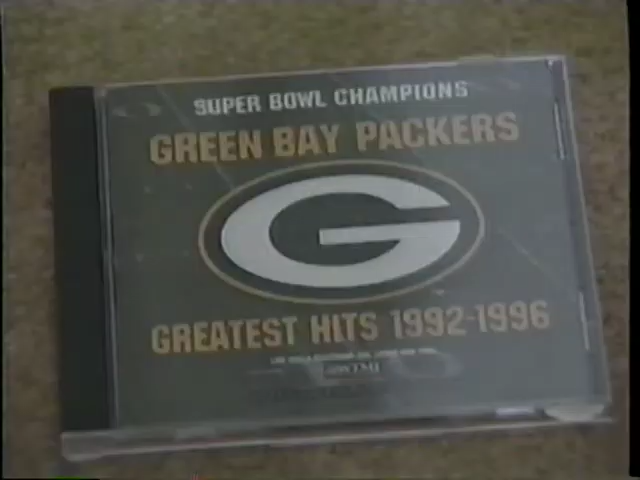 SUPER BOWL CHAMPIONS
GREEN BAY PACKERS
G
GREATEST HITS 1992-1996